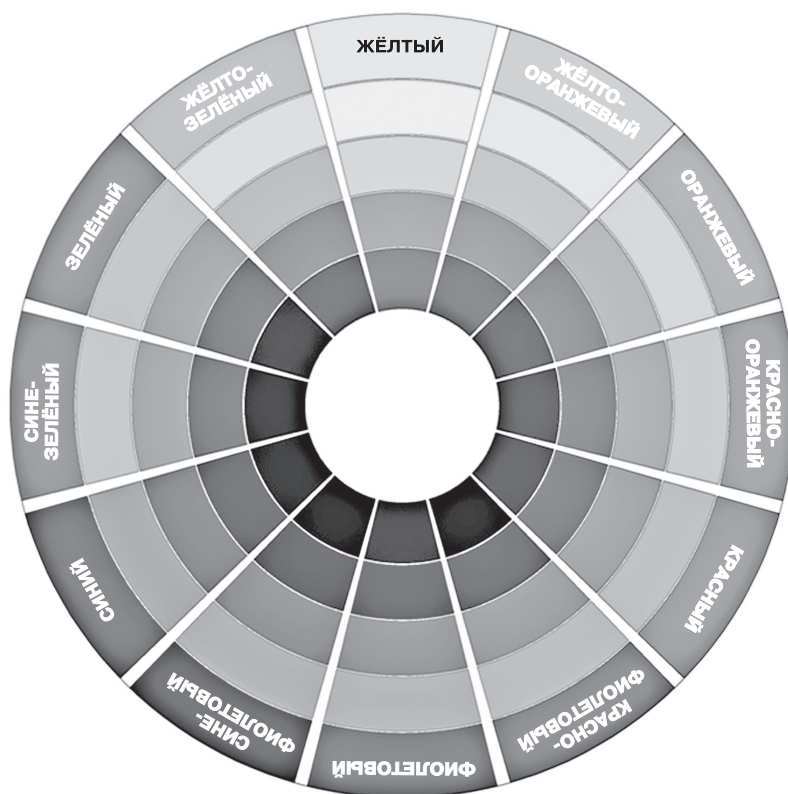 ЖЁЛТЫЙ
ЖЁЛТО-
ОРАНЖЕВЫЙ
ОРАНЖЕВЫЙ
КРАСНО-
ОРАНЖЕВЫЙ
КРАСНЫЙ
КРАСНО-
ФИОЛЕТОВЫЙ
ФИОЛЕТОВЫЙ
СИНЕ-
ФИОЛЕТОВЫЙ
СИНИЙ
СИНЕ-
ЗЕЛЁНЫЙ
ЗЕЛЁНЫЙ
ЖЁЛТО-
ЗЕЛЁНЫЙ